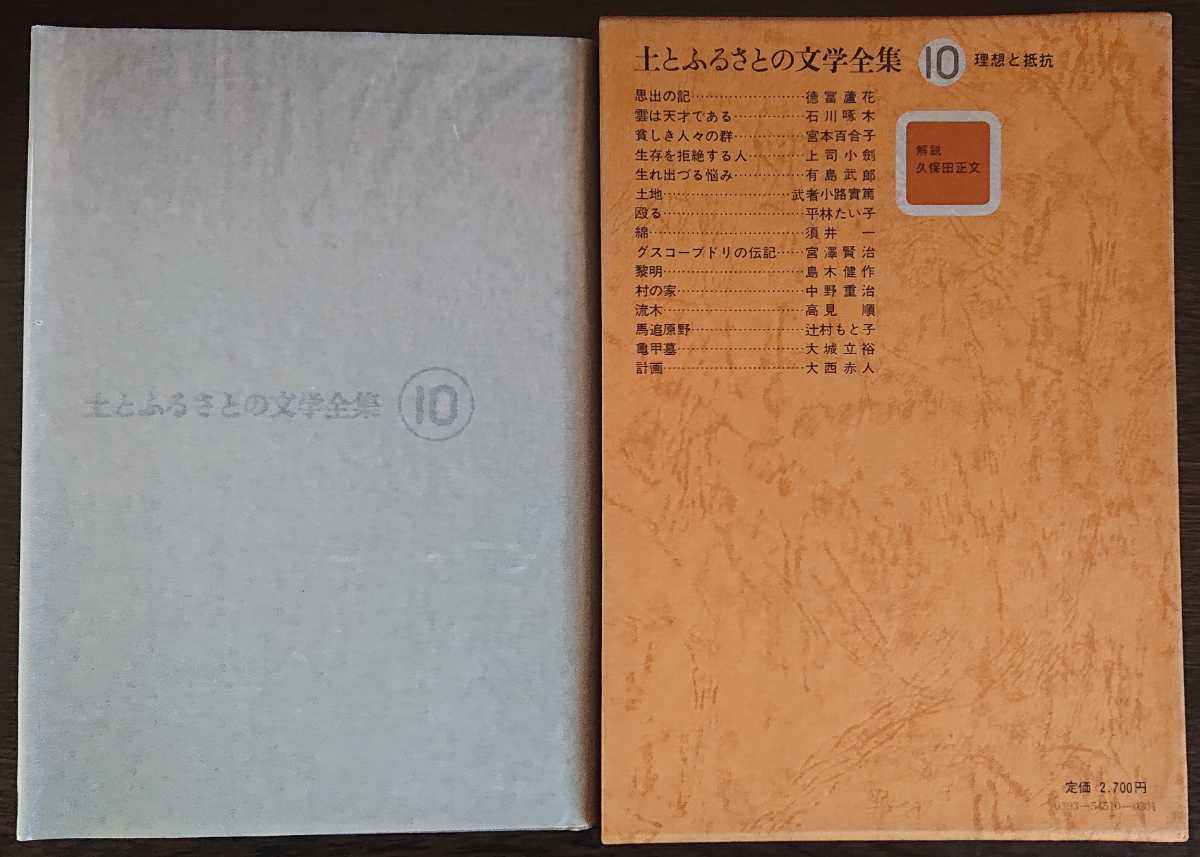 土とふるさとの文学全集 10
土とふるさとの文学全集 10 理想と抵抗
思出の記……………………徳冨蘆花
雲は天才である……………石川啄木
貧しき人々の群……………宮本百合子
生存を拒絶する人…………上司小剣
生れ出づる悩み……………有島武郎
土地…………………………武者小路實篤
殴る…………………………平林たい子
綿……………………………須井一
グスコーブドリの伝記……宮澤賢治
黎明…………………………島木健作
村の家………………………中野重治
流木…………………………高見順
馬追原野……………………辻村もと子
亀甲墓………………………大城立裕
計画…………………………大西赤人
解説
久保田正文
定価 2.700円
0393—54510—0301